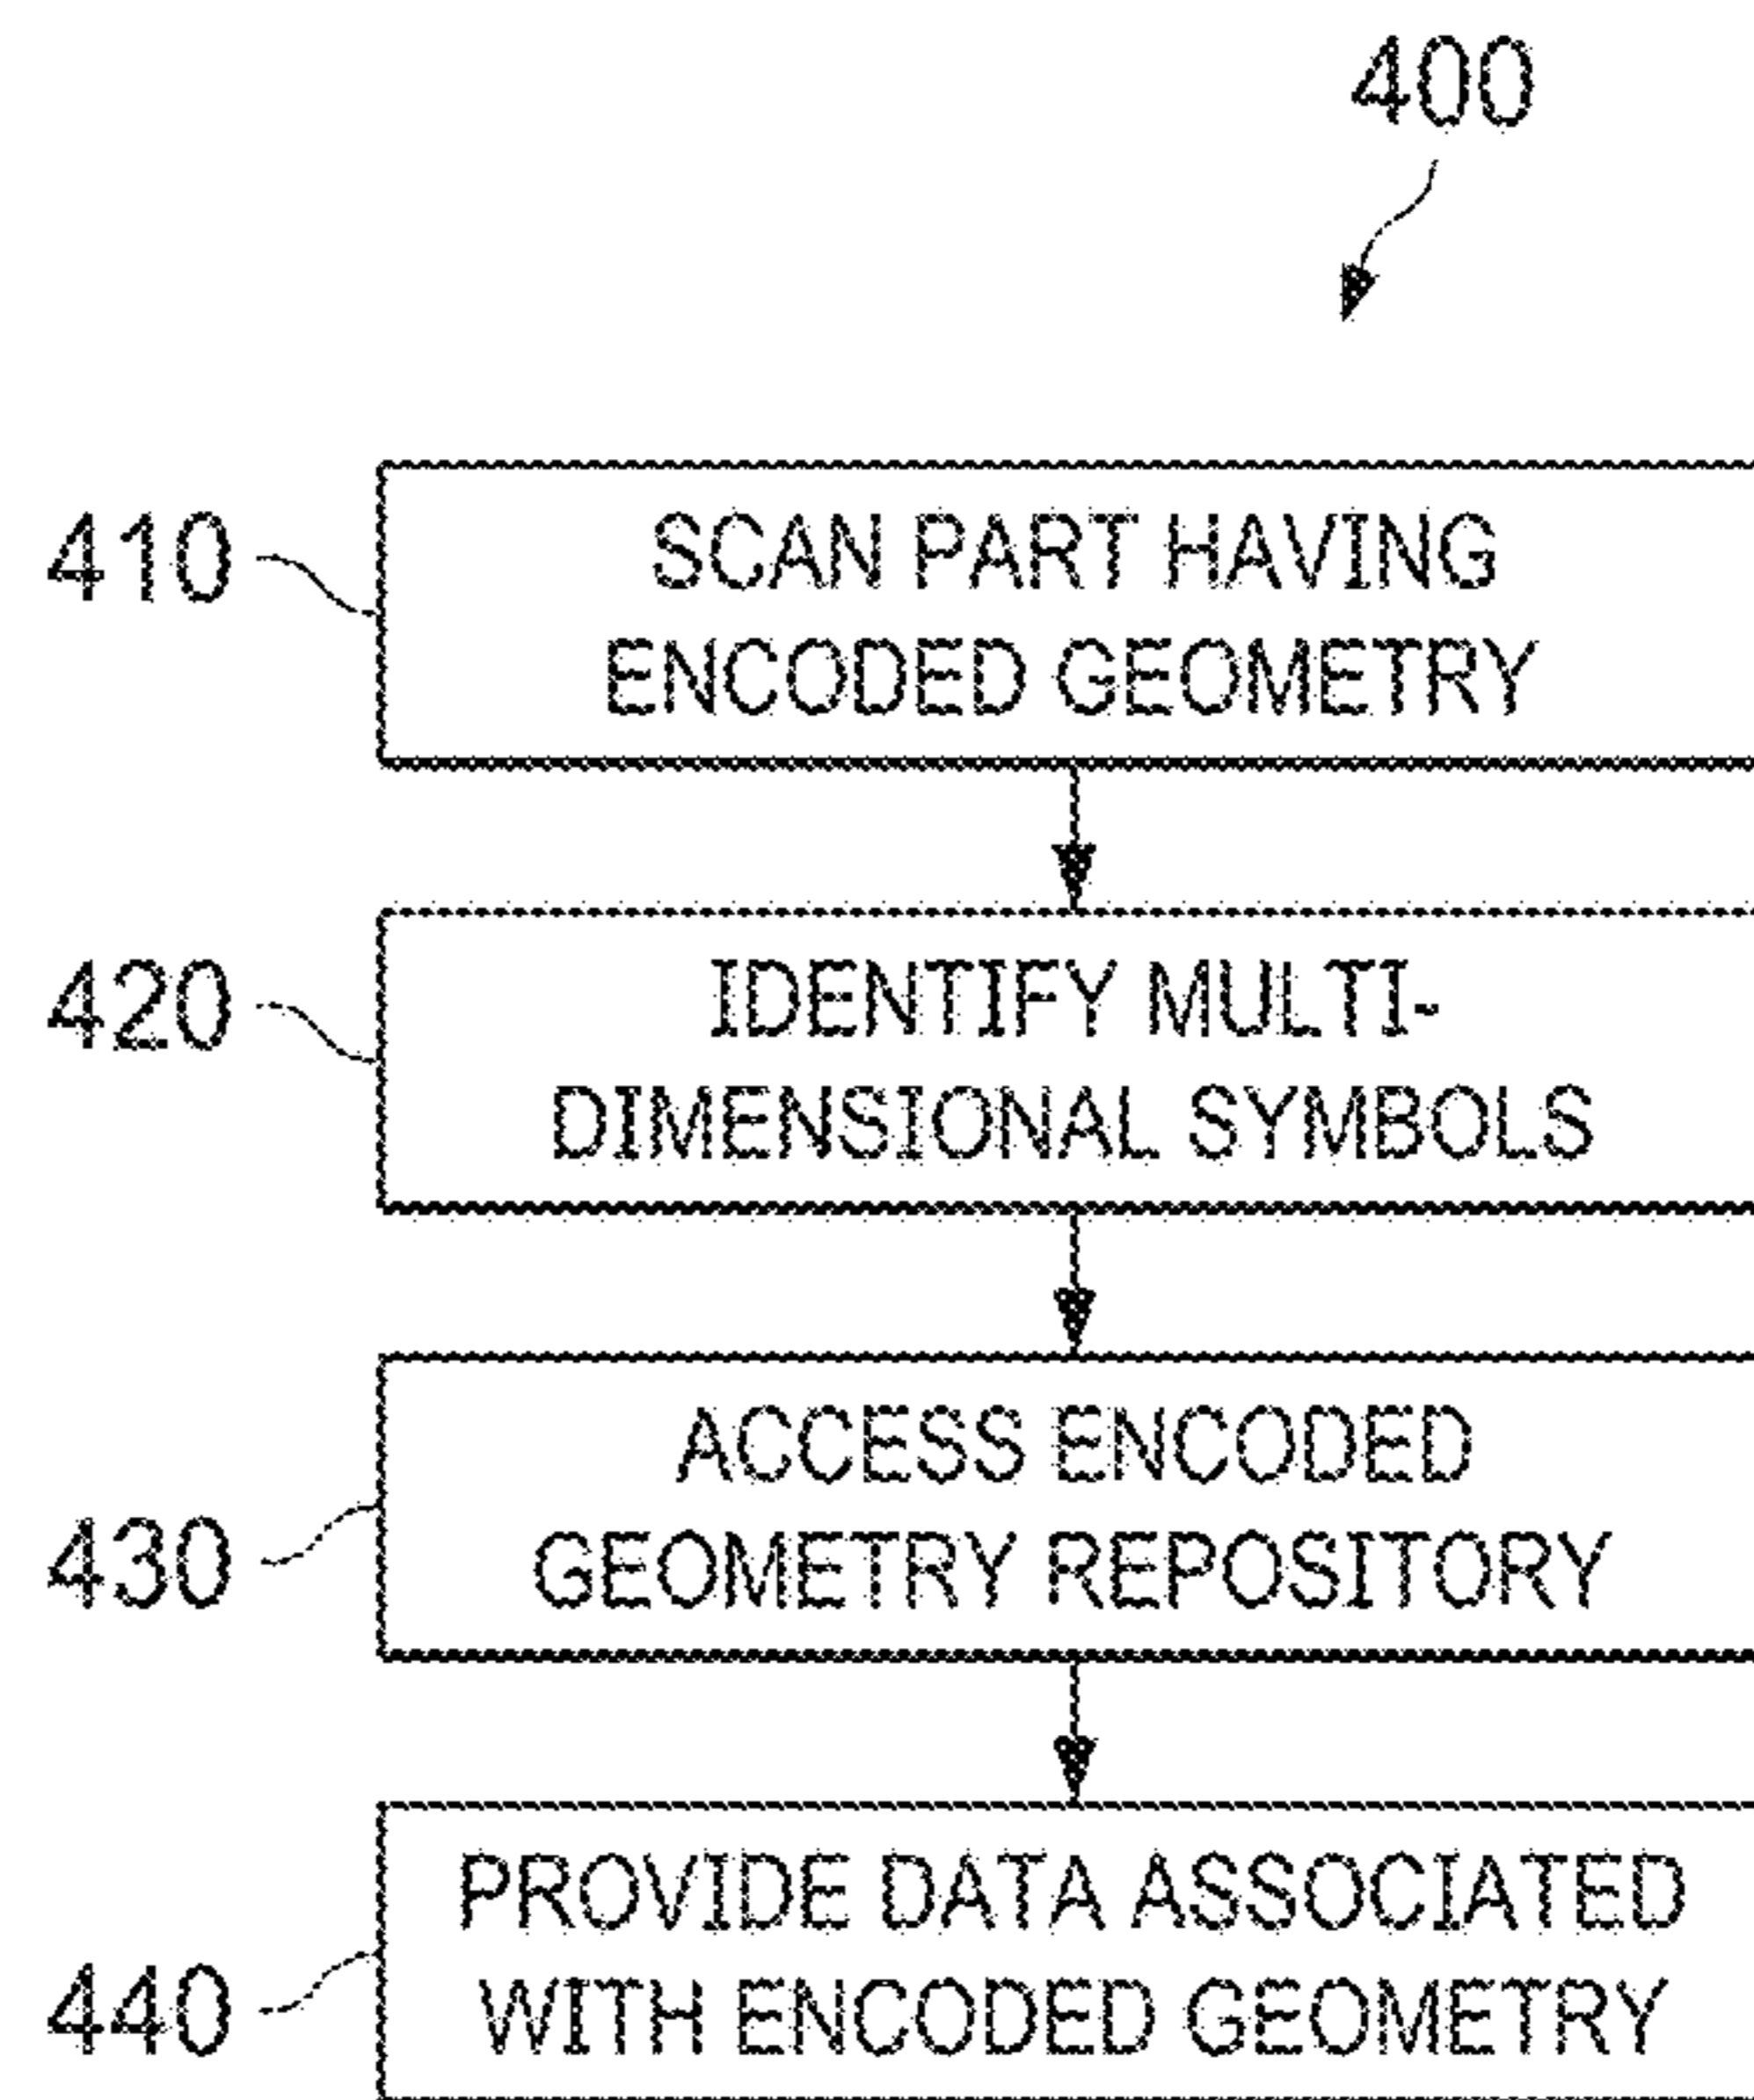 400
410
SCAN PART HAVING
ENCODED GEOMETRY
420
IDENTIFY MULTI-
DIMENSIONAL SYMBOLS
430
ACCESS ENCODED
GEOMETRY REPOSITORY
440
PROVIDE DATA ASSOCIATED
WITH ENCODED GEOMETRY